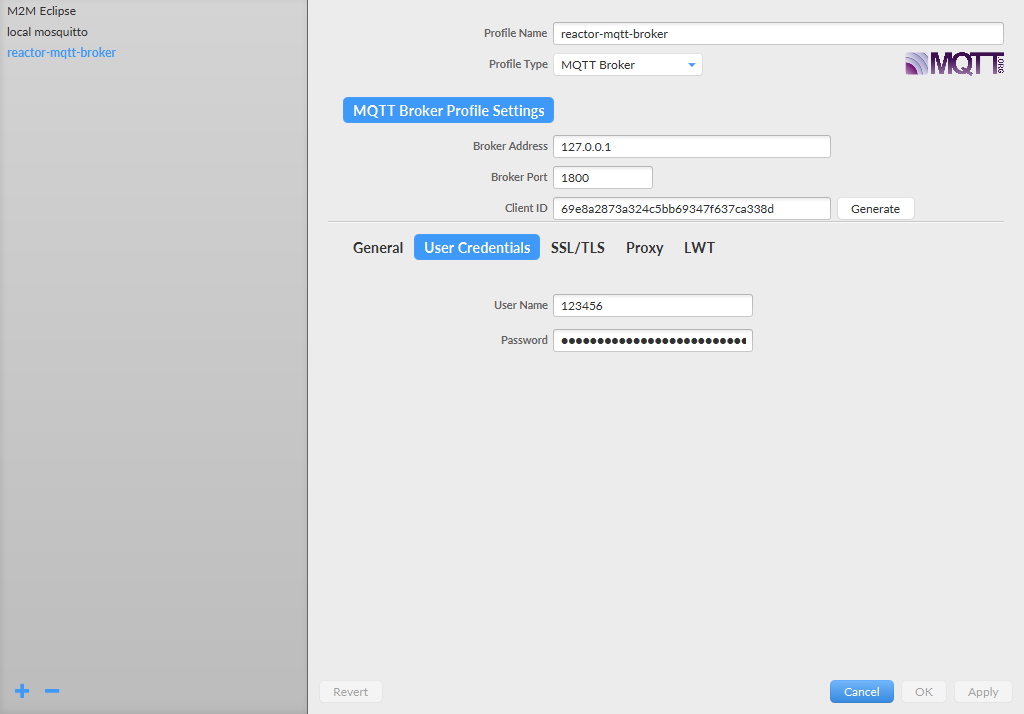 M2M Eclipse
local mosquitto
reactor-mqtt-broker
Profile Name reactor-mqtt-broker
Profile Type MQTT Broker
MQTT.ORG
MQTT Broker Profile Settings
Broker Address 127.0.0.1
Broker Port 1800
Client ID 69e8a2873a324c5bb69347f637ca338d Generate
General User Credentials SSL/TLS Proxy LWT
User Name 123456
Password ●●●●●●●●●●●●●●●●●●●●●●●●●●
Revert Cancel OK Apply